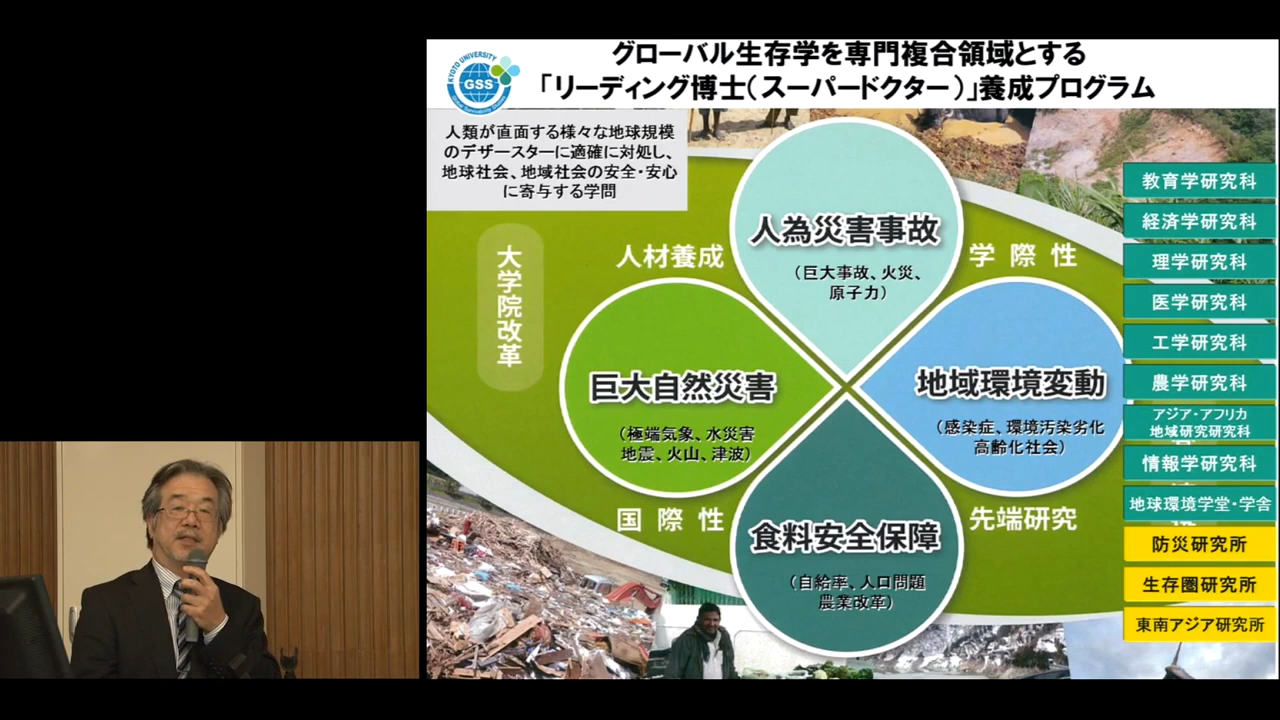 グローバル生存学を専門複合領域とする
「リーディング博士(スーパードクター)」養成プログラム
KYOTO UNIVERSITY
GSS
人類が直面する様々な地球規模
のデザースターに適確に対処し、
地球社会、地域社会の安全・安心
に寄与する学問
大学院改革
人材養成
学際性
人為災害事故
(巨大事故、火災、
原子力)
巨大自然災害
(極端気象、水災害
地震、火山、津波)
地域環境変動
(感染症、環境汚染劣化
高齢化社会)
国際性
先端研究
食料安全保障
(自給率、人口問題
農業改革)
教育学研究科
経済学研究科
理学研究科
医学研究科
工学研究科
農学研究科
アジア・アフリカ
地域研究研究科
情報学研究科
地球環境学堂・学舎
防災研究所
生存圏研究所
東南アジア研究所